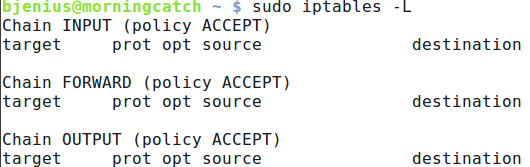 bjenius@morningcatch ~ $ sudo iptables -L
Chain INPUT (policy ACCEPT)
target     prot opt source               destination

Chain FORWARD (policy ACCEPT)
target     prot opt source               destination

Chain OUTPUT (policy ACCEPT)
target     prot opt source               destination